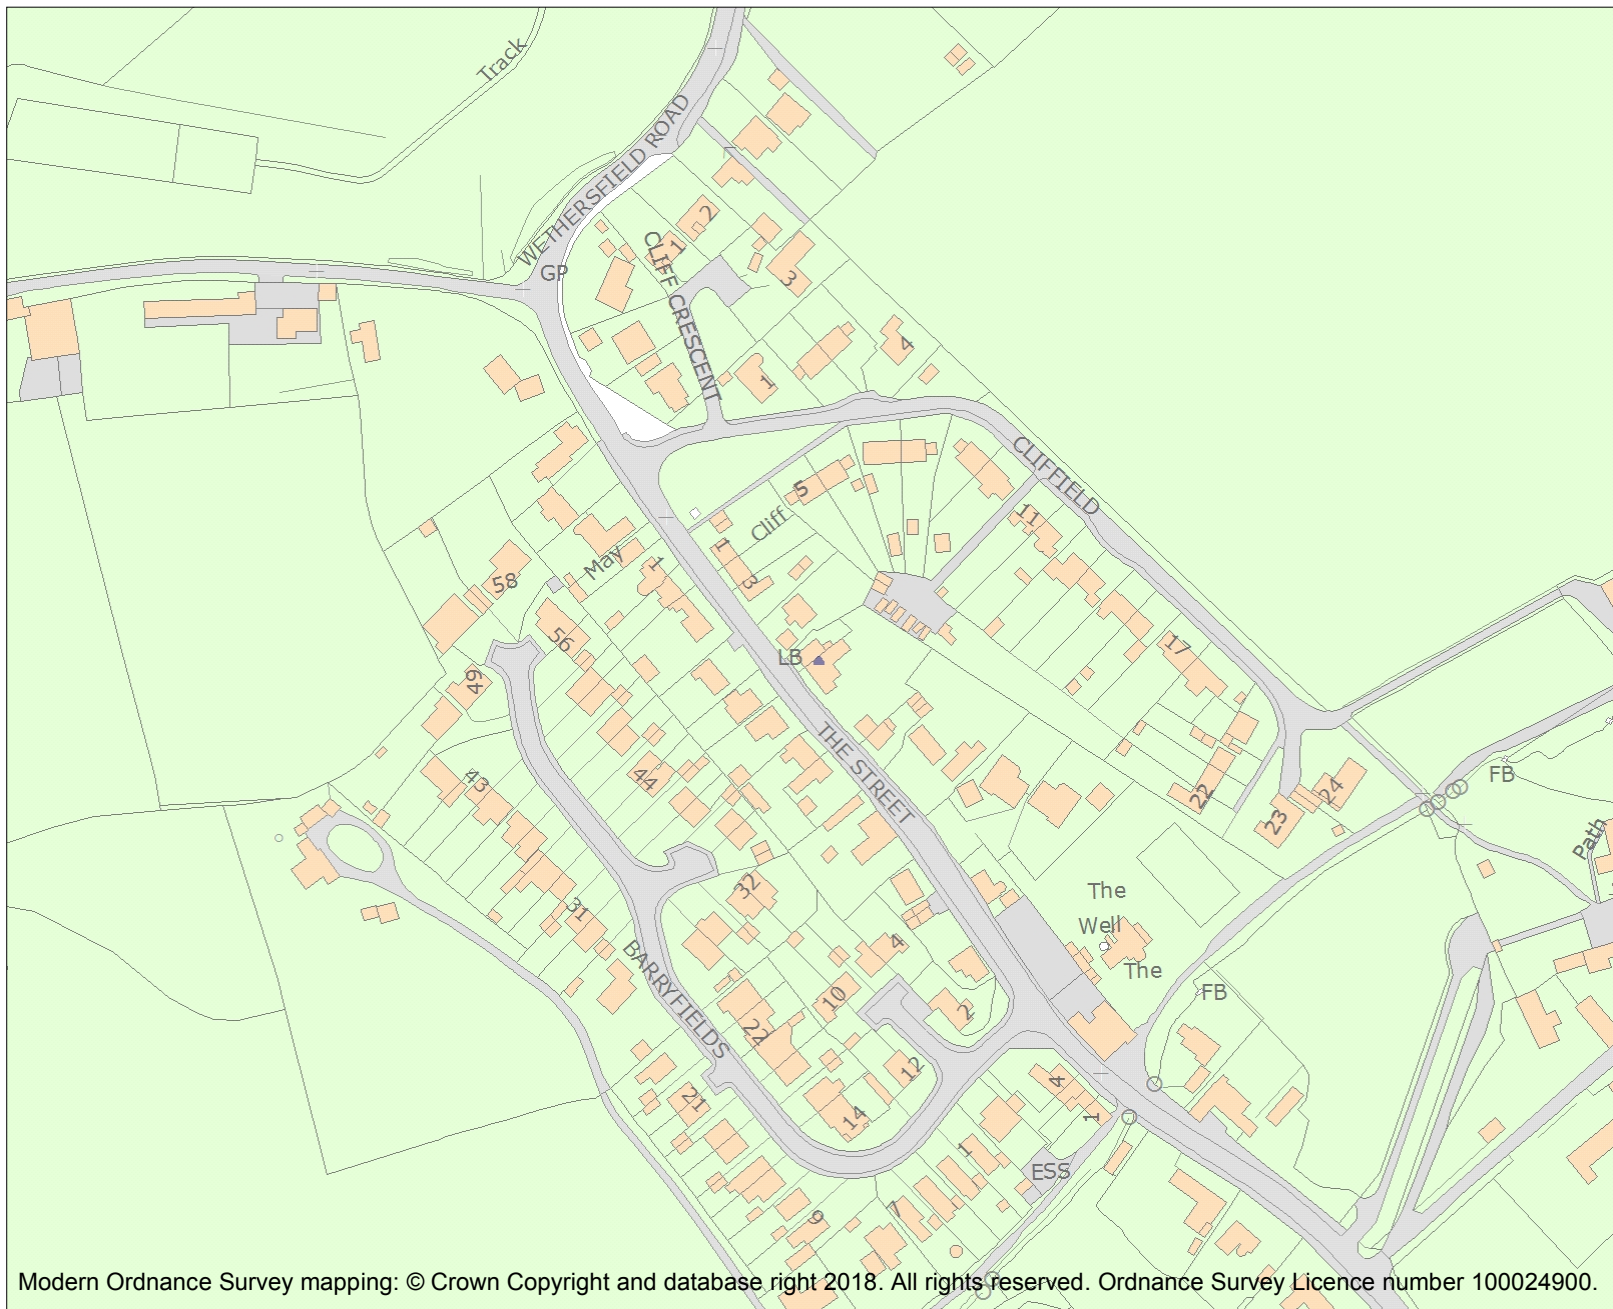 Track
WETHERSFIELD ROAD
GP
2
1
CLIFF CRESCENT
3
4
1
CLIFFIELD
5
Cliff
11
1
3
May
1
58
56
49
LB
17
THE STREET
44
43
22
24
23
FB
Path
32
31
The
Well
The
FB
4
BARRYFIELDS
10
2
22
12
4
1
21
14
1
ESS
7
9
Modern Ordnance Survey mapping: © Crown Copyright and database right 2018. All rights reserved. Ordnance Survey Licence number 100024900.